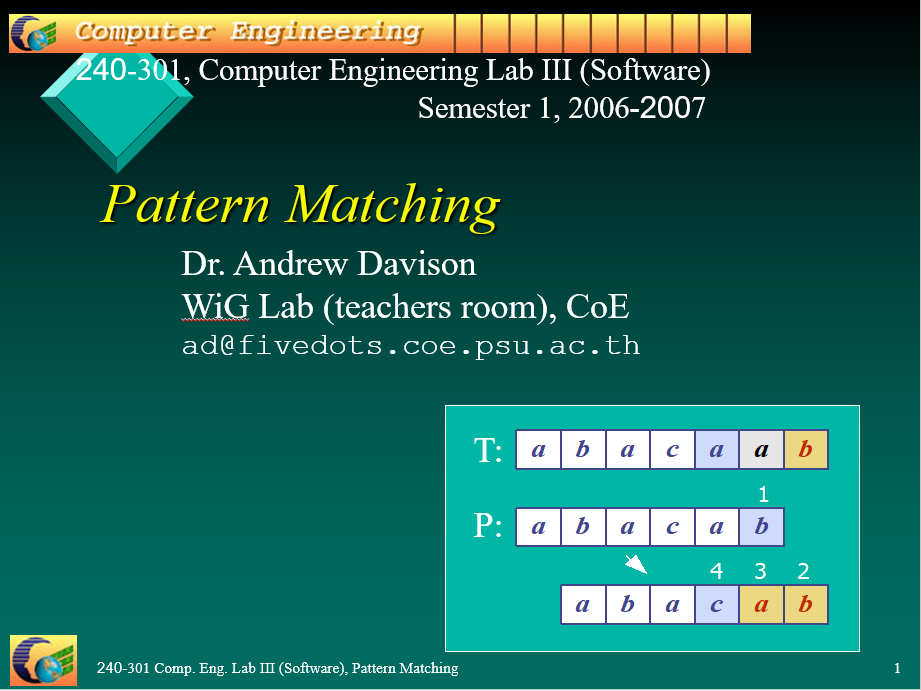 Computer Engineering
240-301, Computer Engineering Lab III (Software)
Semester 1, 2006-2007
Pattern Matching
Dr. Andrew Davison
WiG Lab (teachers room), CoE
ad@fivedots.coe.psu.ac.th
T: a b a c a a b
1
P: a b a c a b
4 3 2
a b a c a b
240-301 Comp. Eng. Lab III (Software), Pattern Matching
1